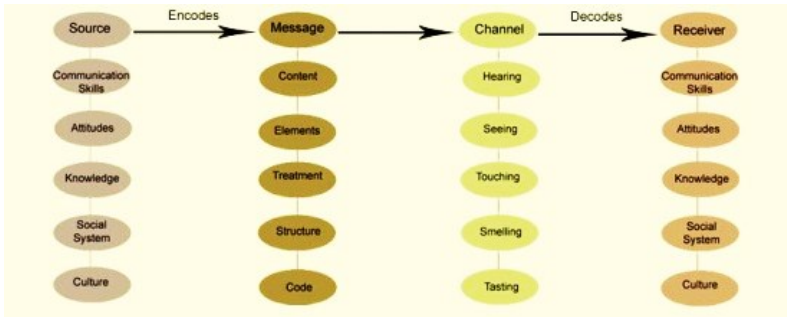 Encodes
Decodes
Source
Message
Channel
Receiver
Communication
Skills
Content
Hearing
Communication
Skills
Attitudes
Elements
Seeing
Attitudes
Knowledge
Treatment
Touching
Knowledge
Social
System
Structure
Smelling
Social
System
Culture
Code
Tasting
Culture